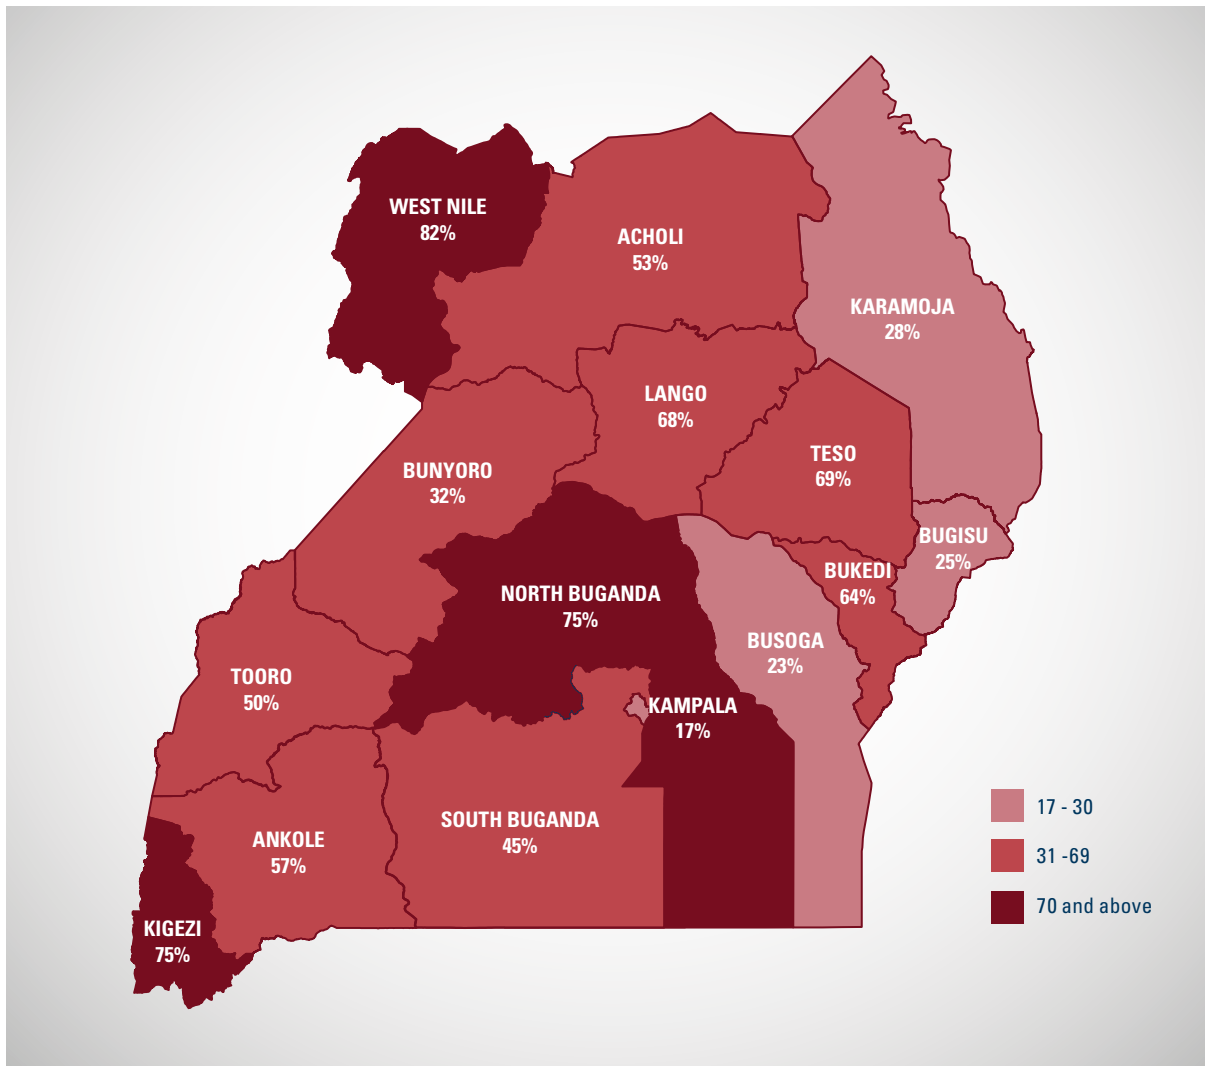 WEST NILE
82%
ACHOLI
53%
KARAMOJA
28%
LANGO
68%
TESO
69%
BUNYORO
32%
BUGISU
25%
BUKEDI
64%
NORTH BUGANDA
75%
BUSOGA
23%
TOORO
50%
KAMPALA
17%
SOUTH BUGANDA
45%
ANKOLE
57%
KIGEZI
75%
17 - 30
31 -69
70 and above